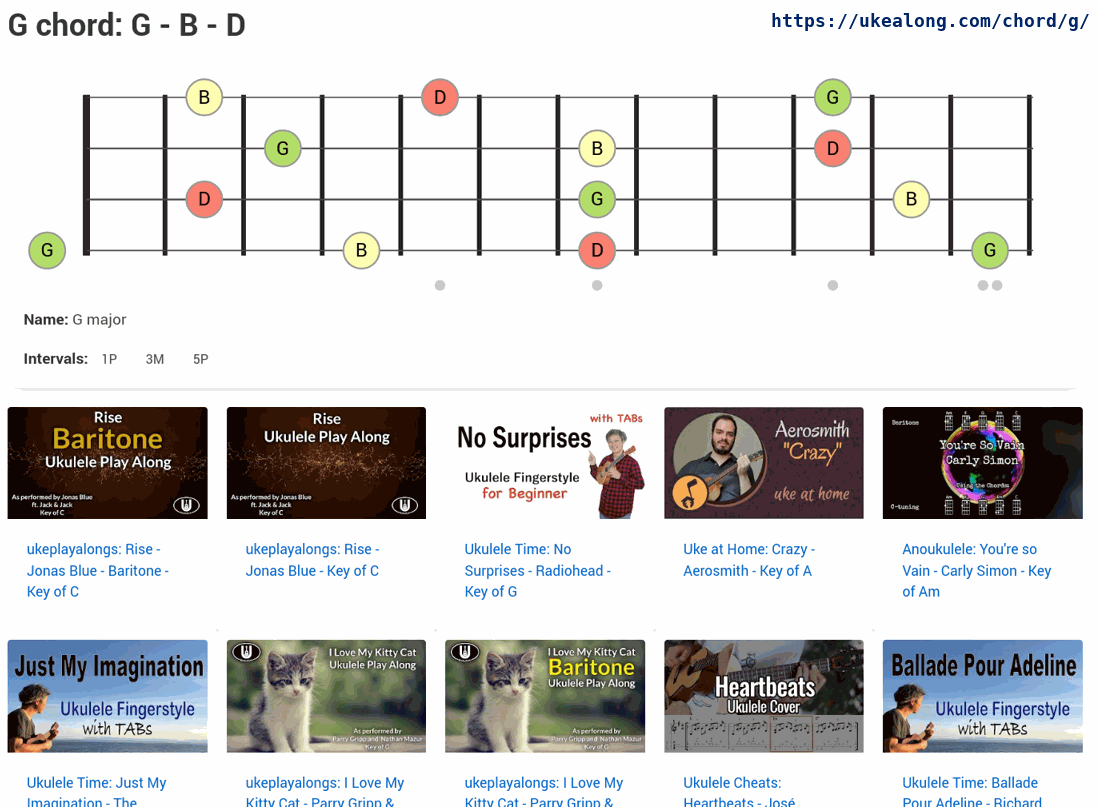 G chord: G - B - D
https://ukealong.com/chord/g/
B D G
G B D
D G B
G B D G
Name: G major
Intervals: 1P 3M 5P
Rise
Baritone
Ukulele Play Along
As performed by Jonas Blue
ft. Jack & Jack
Key of C
Rise
Ukulele Play Along
As performed by Jonas Blue
ft. Jack & Jack
Key of C
with TABs
No Surprises
Ukulele Fingerstyle
for Beginner
Aerosmith
"Crazy"
uke at home
Baritone
You're So Vain
Carly Simon
C-tuning
ukeplayalongs: Rise -
Jonas Blue - Baritone -
Key of C
ukeplayalongs: Rise -
Jonas Blue - Key of C
Ukulele Time: No
Surprises - Radiohead -
Key of G
Uke at Home: Crazy -
Aerosmith - Key of A
Anoukulele: You're so
Vain - Carly Simon - Key
of Am
Just My Imagination
Ukulele Fingerstyle
with TABs
I Love My Kitty Cat
Ukulele Play Along
As performed by
Parry Gripp and Nathan Mazur
Key of G
I Love My Kitty Cat
Baritone
Ukulele Play Along
As performed by
Parry Gripp and Nathan Mazur
Key of G
Heartbeats
Ukulele Cover
Ballade Pour Adeline
Ukulele Fingerstyle
with TABs
Ukulele Time: Just My
Imagination - The
ukeplayalongs: I Love My
Kitty Cat - Parry Gripp &
ukeplayalongs: I Love My
Kitty Cat - Parry Gripp &
Ukulele Cheats:
Heartbeats - José
Ukulele Time: Ballade
Pour Adeline - Richard